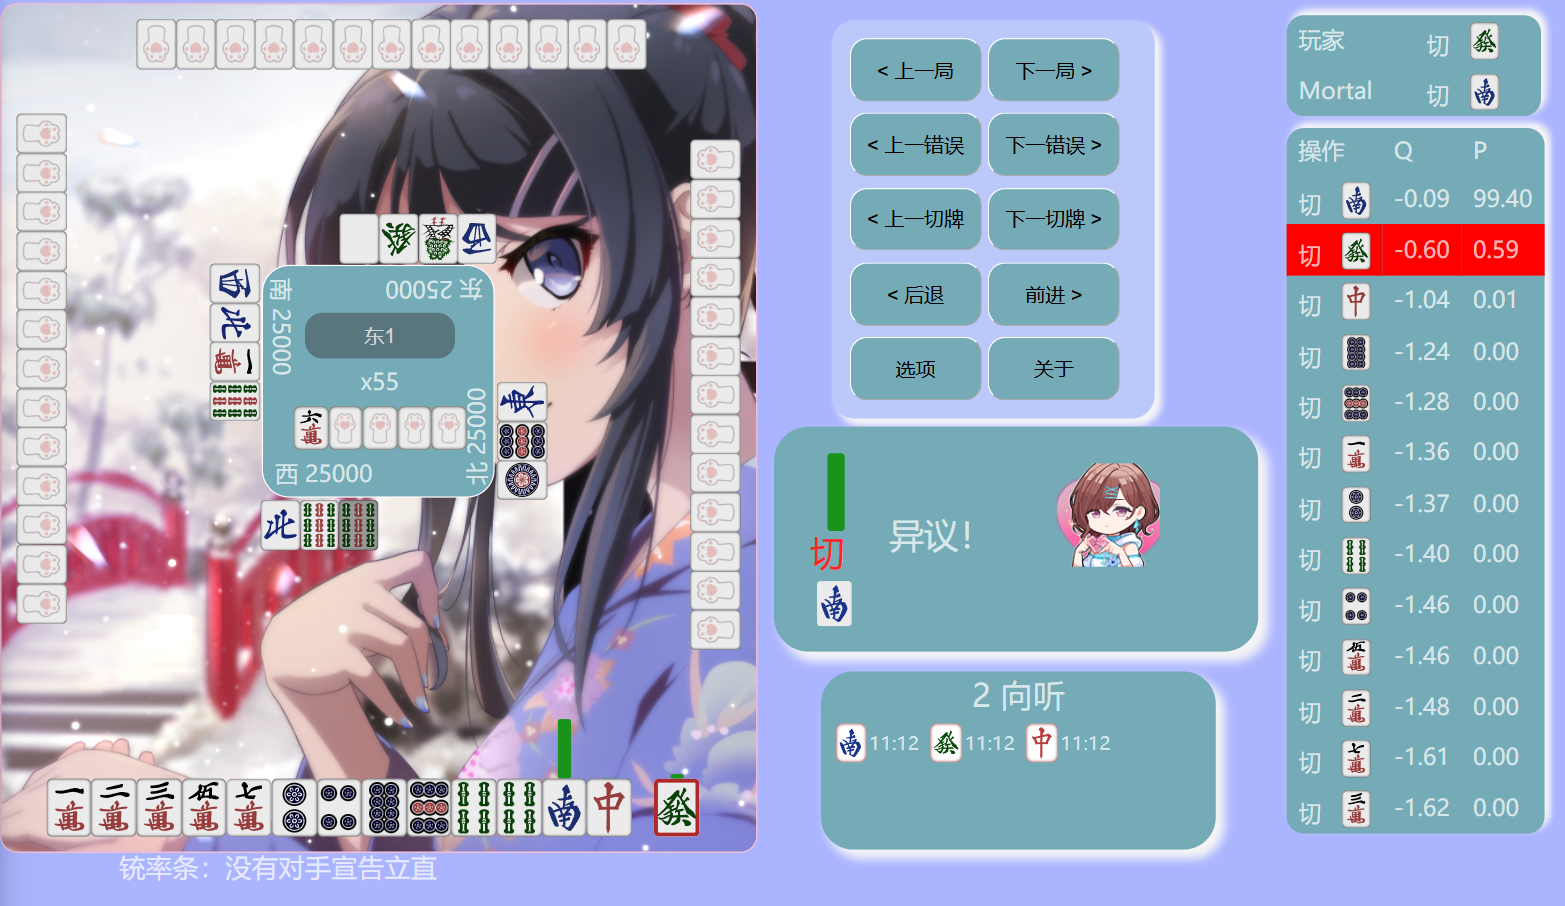 南 25000
东 25000
东1
x55
西 25000
北 25000
铳率条：没有对手宣告立直
< 上一局
下一局 >
< 上一错误
下一错误 >
< 上一切牌
下一切牌 >
< 后退
前进 >
选项
关于
切
异议！
2 向听
11:12
11:12
11:12
玩家 切
Mortal 切
操作 Q P
切 -0.09 99.40
切 -0.60 0.59
切 -1.04 0.01
切 -1.24 0.00
切 -1.28 0.00
切 -1.36 0.00
切 -1.37 0.00
切 -1.40 0.00
切 -1.46 0.00
切 -1.46 0.00
切 -1.48 0.00
切 -1.61 0.00
切 -1.62 0.00